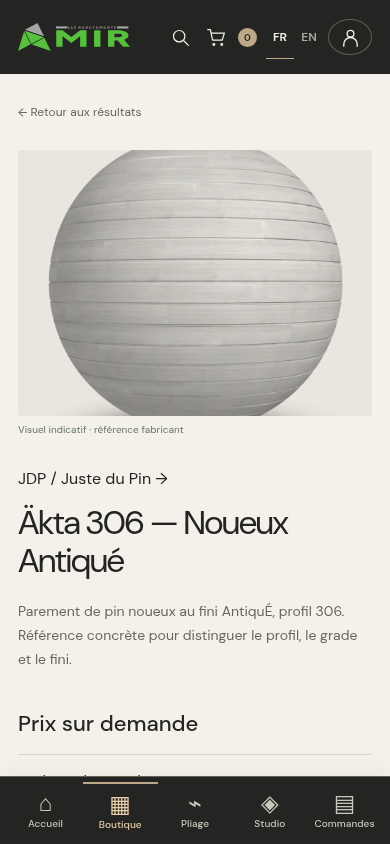 LES REVÊTEMENTS
AMIR
0
FR
EN
← Retour aux résultats
Visuel indicatif · référence fabricant
JDP / Juste du Pin →
Äkta 306 — Noueux
Antiqué
Parement de pin noueux au fini AntiquÉ, profil 306.
Référence concrète pour distinguer le profil, le grade
et le fini.
Prix sur demande
Accueil
Boutique
Pliage
Studio
Commandes